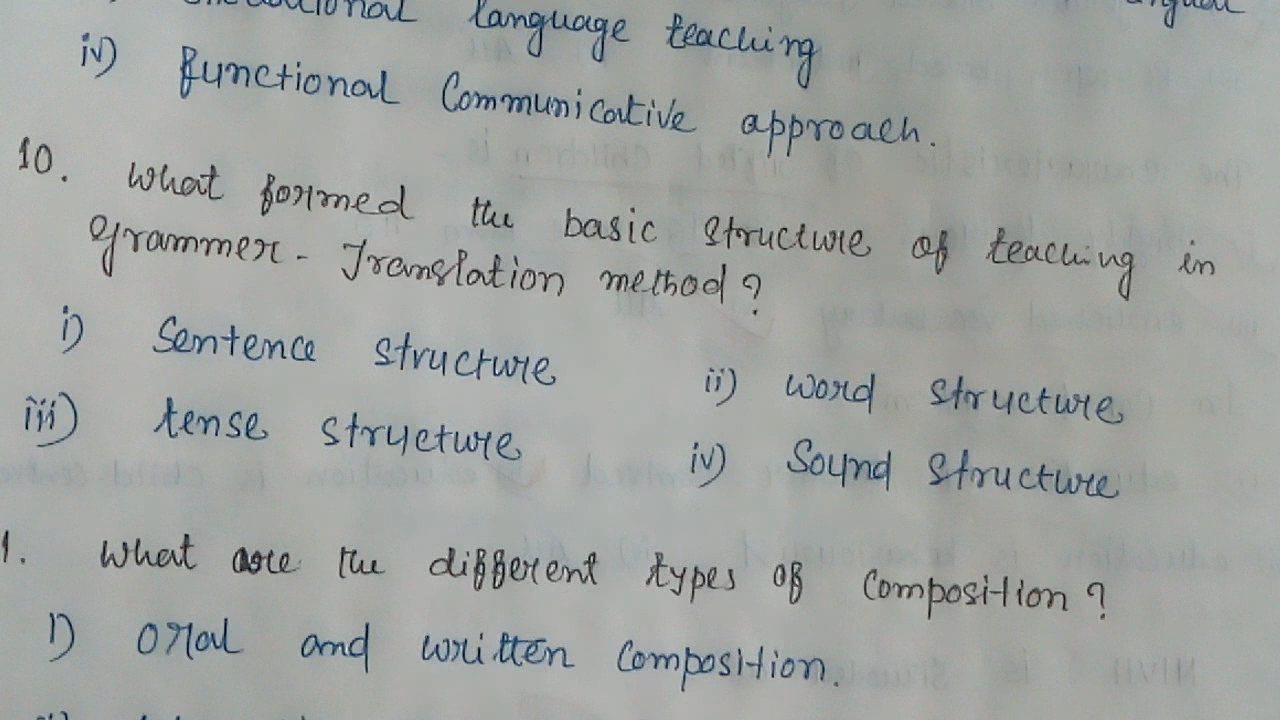 language teaching
iv) functional Communicative approach.
10. What formed the basic structure of teaching in
grammer - Translation method?
i) Sentence structure
ii) word structure
iii) tense structure
iv) Sound structure
1. What are the different types of Composition?
i) oral and written Composition.